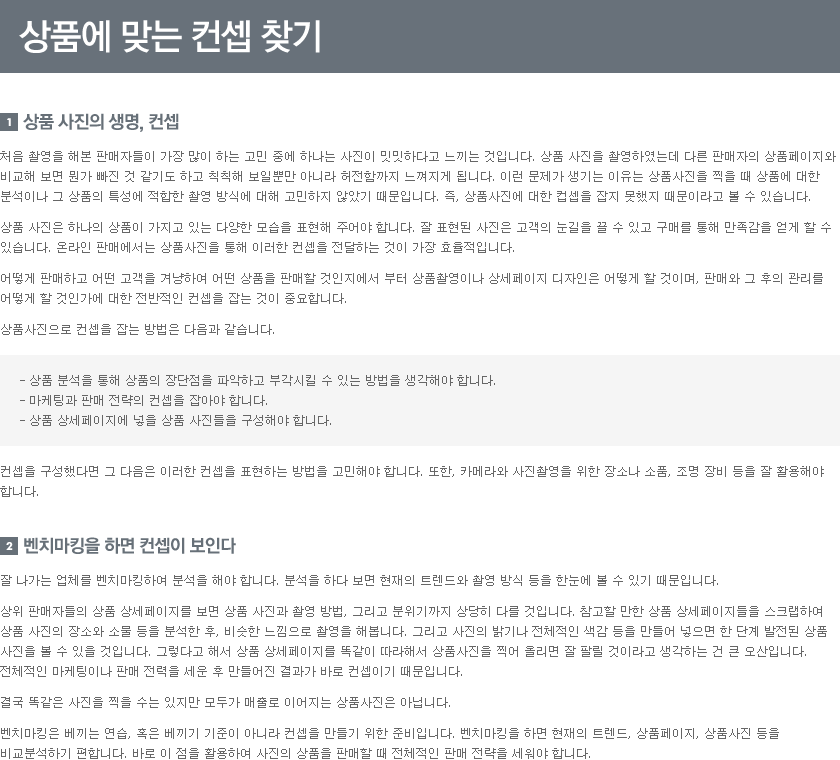 상품에 맞는 컨셉 찾기
1 상품 사진의 생명, 컨셉
처음 촬영을 해본 판매자들이 가장 많이 하는 고민 중에 하나는 사진이 밋밋하다고 느끼는 것입니다. 상품 사진을 촬영하였는데 다른 판매자의 상품페이지와
비교해 보면 뭔가 빠진 것 같기도 하고 칙칙해 보일뿐만 아니라 허전함까지 느껴지게 됩니다. 이런 문제가 생기는 이유는 상품사진을 찍을 때 상품에 대한
분석이나 그 상품의 특성에 적합한 촬영 방식에 대해 고민하지 않았기 때문입니다. 즉, 상품사진에 대한 컵셉을 잡지 못했지 때문이라고 볼 수 있습니다.
상품 사진은 하나의 상품이 가지고 있는 다양한 모습을 표현해 주어야 합니다. 잘 표현된 사진은 고객의 눈길을 끌 수 있고 구매를 통해 만족감을 얻게 할 수
있습니다. 온라인 판매에서는 상품사진을 통해 이러한 컨셉을 전달하는 것이 가장 효율적입니다.
어떻게 판매하고 어떤 고객을 겨냥하여 어떤 상품을 판매할 것인지에서 부터 상품촬영이나 상세페이지 디자인은 어떻게 할 것이며, 판매와 그 후의 관리를
어떻게 할 것인가에 대한 전반적인 컨셉을 잡는 것이 중요합니다.
상품사진으로 컨셉을 잡는 방법은 다음과 같습니다.
- 상품 분석을 통해 상품의 장단점을 파악하고 부각시킬 수 있는 방법을 생각해야 합니다.
- 마케팅과 판매 전략의 컨셉을 잡아야 합니다.
- 상품 상세페이지에 넣을 상품 사진들을 구성해야 합니다.
컨셉을 구성했다면 그 다음은 이러한 컨셉을 표현하는 방법을 고민해야 합니다. 또한, 카메라와 사진촬영을 위한 장소나 소품, 조명 장비 등을 잘 활용해야
합니다.
2 벤치마킹을 하면 컨셉이 보인다
잘 나가는 업체를 벤치마킹하여 분석을 해야 합니다. 분석을 하다 보면 현재의 트렌드와 촬영 방식 등을 한눈에 볼 수 있기 때문입니다.
상위 판매자들의 상품 상세페이지를 보면 상품 사진과 촬영 방법, 그리고 분위기까지 상당히 다를 것입니다. 참고할 만한 상품 상세페이지들을 스크랩하여
상품 사진의 장소와 소물 등을 분석한 후, 비슷한 느낌으로 촬영을 해봅니다. 그리고 사진의 밝기나 전체적인 색감 등을 만들어 넣으면 한 단계 발전된 상품
사진을 볼 수 있을 것입니다. 그렇다고 해서 상품 상세페이지를 똑같이 따라해서 상품사진을 찍어 올리면 잘 팔릴 것이라고 생각하는 건 큰 오산입니다.
전체적인 마케팅이나 판매 전력을 세운 후 만들어진 결과가 바로 컨셉이기 때문입니다.
결국 똑같은 사진을 찍을 수는 있지만 모두가 매출로 이어지는 상품사진은 아닙니다.
벤치마킹은 베끼는 연습, 혹은 베끼기 기준이 아니라 컨셉을 만들기 위한 준비입니다. 벤치마킹을 하면 현재의 트렌드, 상품페이지, 상품사진 등을
비교분석하기 편합니다. 바로 이 점을 활용하여 사진의 상품을 판매할 때 전체적인 판매 전략을 세워야 합니다.